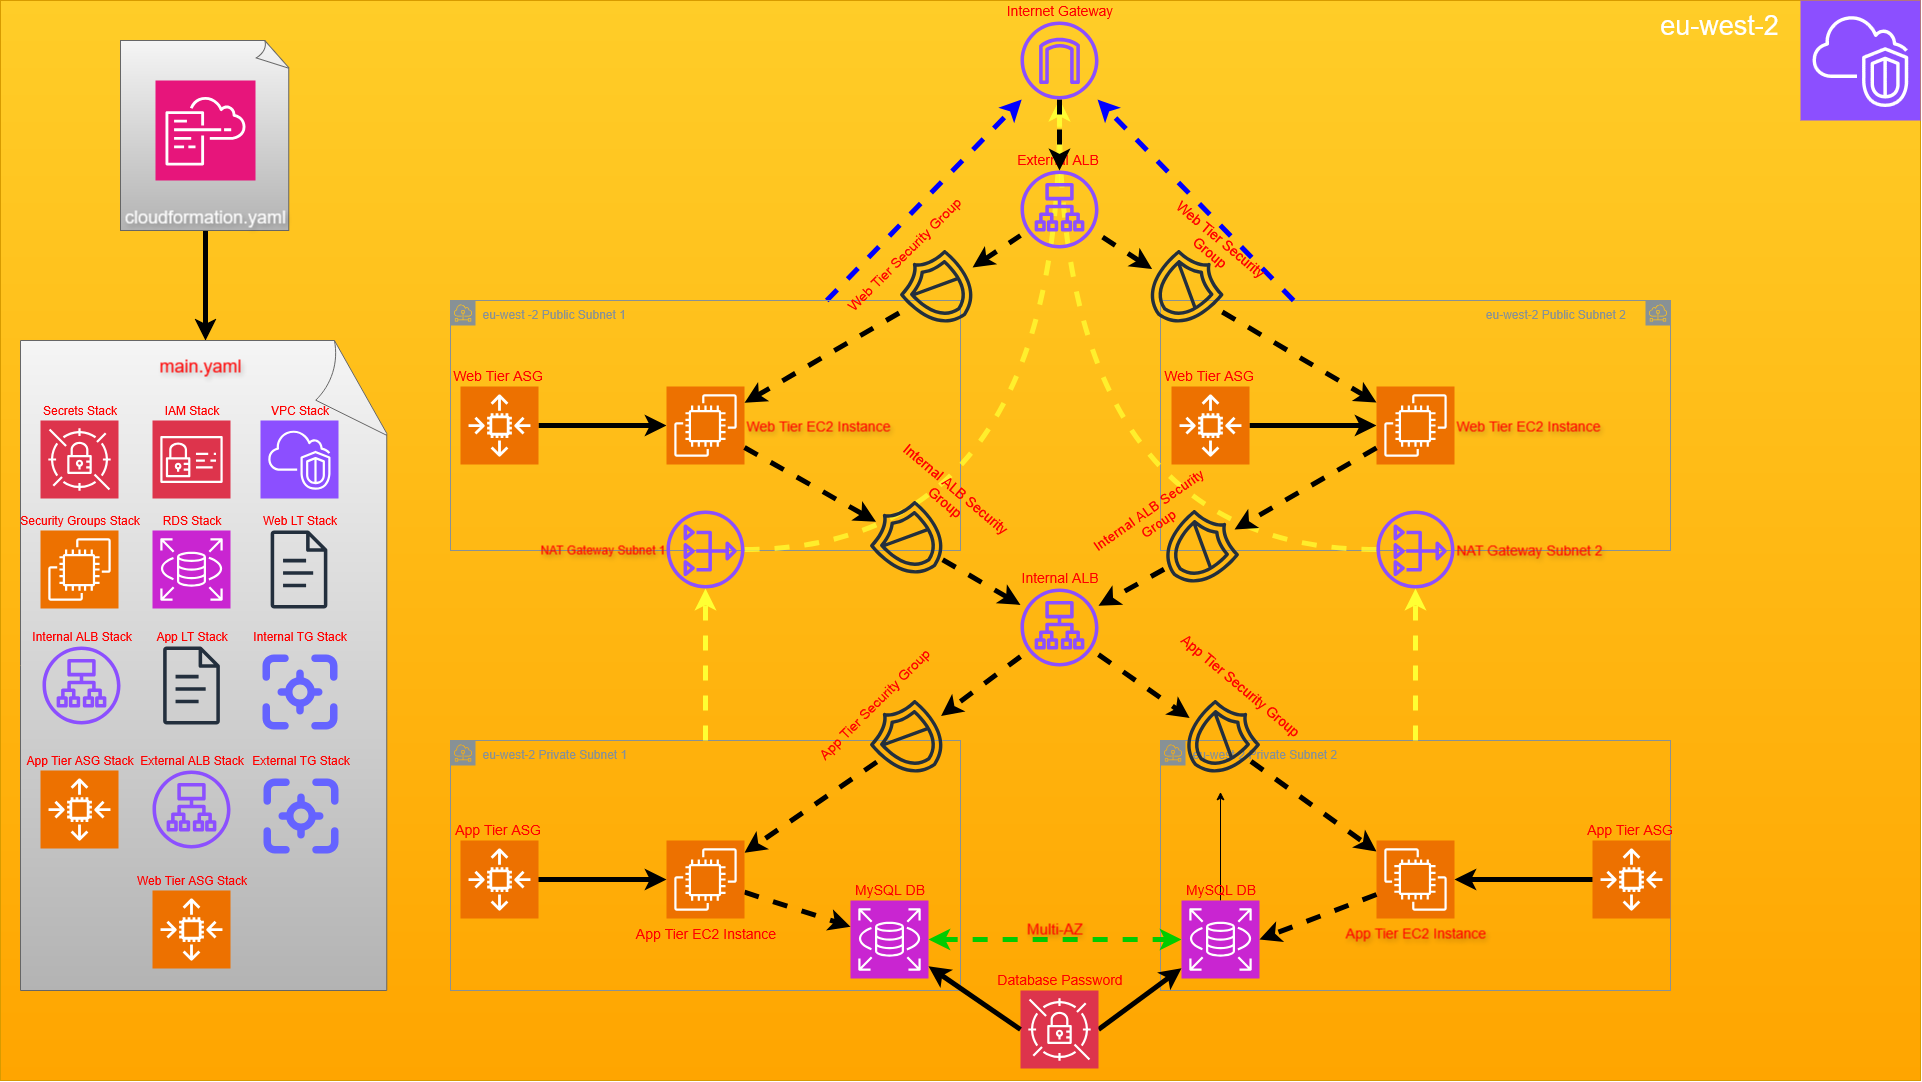 Internet Gateway
eu-west-2
cloudformation.yaml
External ALB
Web Tier Security Group
Web Tier Security
Group
eu-west -2 Public Subnet 1
eu-west-2 Public Subnet 2
main.yaml
Web Tier ASG
Web Tier EC2 Instance
Web Tier ASG
Web Tier EC2 Instance
Secrets Stack
IAM Stack
VPC Stack
Internal ALB Security
Group
Internal ALB Security
Group
Security Groups Stack
RDS Stack
Web LT Stack
NAT Gateway Subnet 1
NAT Gateway Subnet 2
Internal ALB
Internal ALB Stack
App LT Stack
Internal TG Stack
App Tier Security Group
App Tier Security Group
eu-west-2 Private Subnet 1
eu-west-2 Private Subnet 2
App Tier ASG Stack
External ALB Stack
External TG Stack
App Tier ASG
App Tier EC2 Instance
App Tier ASG
App Tier EC2 Instance
Web Tier ASG Stack
MySQL DB
MySQL DB
Multi-AZ
Database Password